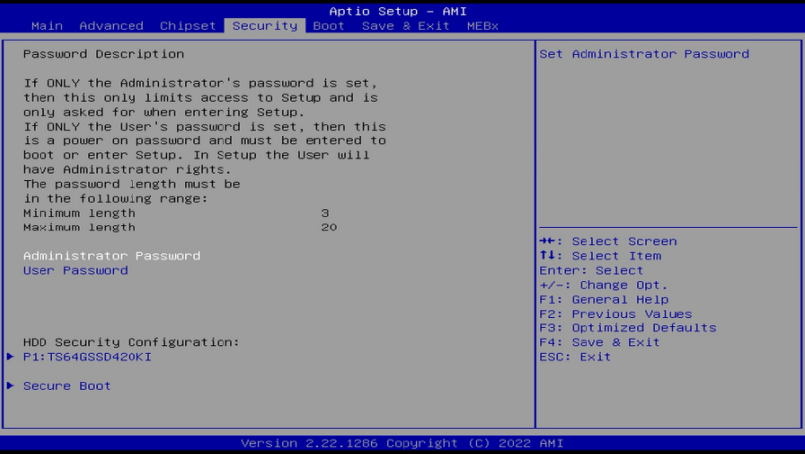 Aptio Setup - AMI
Main Advanced Chipset Security Boot Save & Exit MEBx
Password Description
If ONLY the Administrator's password is set,
then this only limits access to Setup and is
only asked for when entering Setup.
If ONLY the User's password is set, then this
is a power on password and must be entered to
boot or enter Setup. In Setup the User will
have Administrator rights.
The password length must be
in the following range:
Minimum length 3
Maximum length 20
Administrator Password
User Password
HDD Security Configuration:
P1:TS64GSSD420KI
Secure Boot
Set Administrator Password
→←: Select Screen
↑↓: Select Item
Enter: Select
+/-: Change Opt.
F1: General Help
F2: Previous Values
F3: Optimized Defaults
F4: Save & Exit
ESC: Exit
Version 2.22.1286 Copyright (C) 2022 AMI